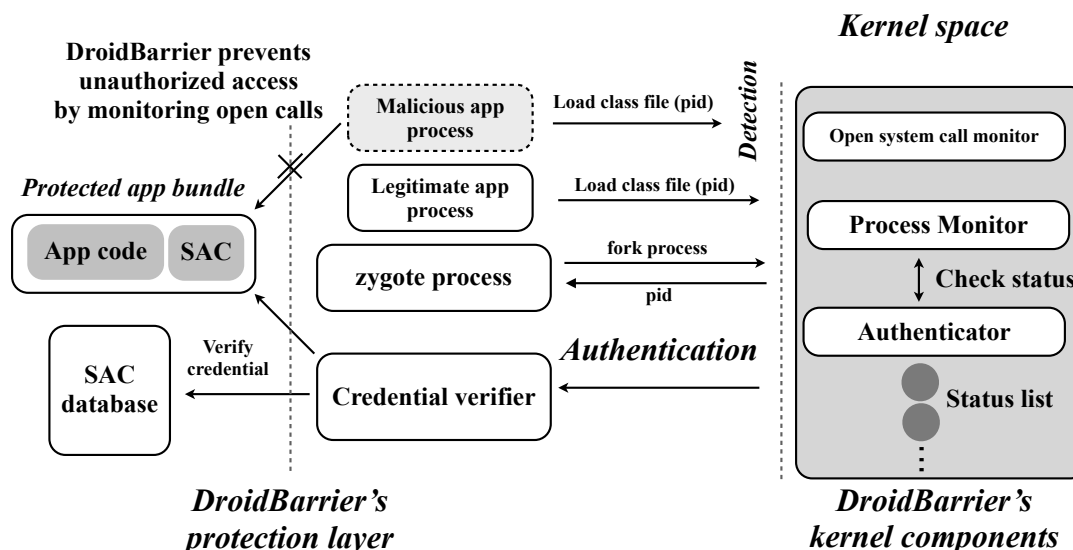 Kernel space
DroidBarrier prevents
unauthorized access
by monitoring open calls
Malicious app
process
Load class file (pid)
Detection
Open system call monitor
Protected app bundle
Legitimate app
process
Load class file (pid)
App code
SAC
zygote process
fork process
pid
Process Monitor
Check status
Authenticator
SAC
database
Verify
credential
Credential verifier
Authentication
Status list
DroidBarrier's
protection layer
DroidBarrier's
kernel components